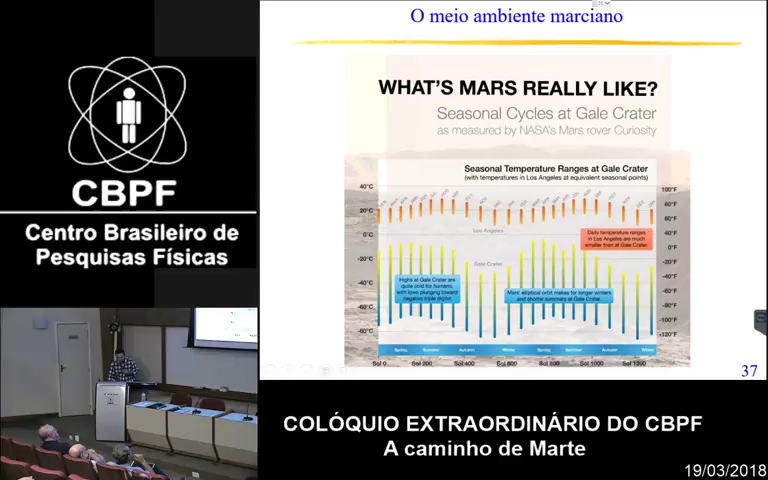 O meio ambiente marciano
WHAT'S MARS REALLY LIKE?
Seasonal Cycles at Gale Crater
as measured by NASA's Mars rover Curiosity
Seasonal Temperature Ranges at Gale Crater
(with temperatures in Los Angeles at equivalent seasonal points)
40°C
20°C
0°C
-20°C
-40°C
-60°C
100°F
80°F
60°F
40°F
20°F
0°F
-20°F
-40°F
-60°F
-80°F
-100°F
-120°F
Los Angeles
Daily temperature ranges
in Los Angeles are much
smaller than at Gale Crater.
Gale Crater
Highs at Gale Crater are
quite cold for humans,
with lows plunging toward
negative triple digits
Mars' elliptical orbit makes for longer winters
and shorter summers at Gale Crater.
Spring Summer Autumn Winter Spring Summer Autumn Winter
Sol 0 Sol 200 Sol 400 Sol 600 Sol 800 Sol 1000 Sol 1200
37
CBPF
Centro Brasileiro de
Pesquisas Físicas
COLÓQUIO EXTRAORDINÁRIO DO CBPF
A caminho de Marte
19/03/2018